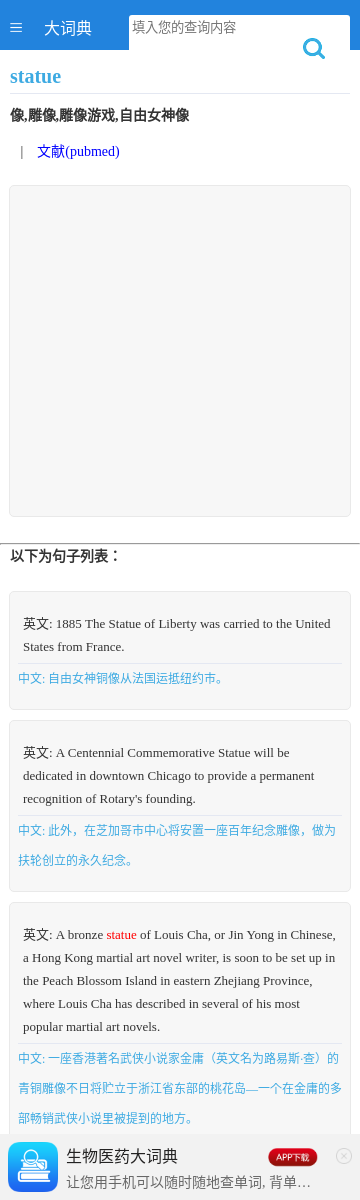 大词典
填入您的查询内容
statue
像,雕像,雕像游戏,自由女神像
| 文献(pubmed)
以下为句子列表：
英文: 1885 The Statue of Liberty was carried to the United
States from France.
中文: 自由女神铜像从法国运抵纽约市。
英文: A Centennial Commemorative Statue will be
dedicated in downtown Chicago to provide a permanent
recognition of Rotary's founding.
中文: 此外，在芝加哥市中心将安置一座百年纪念雕像，做为
扶轮创立的永久纪念。
英文: A bronze statue of Louis Cha, or Jin Yong in Chinese,
a Hong Kong martial art novel writer, is soon to be set up in
the Peach Blossom Island in eastern Zhejiang Province,
where Louis Cha has described in several of his most
popular martial art novels.
中文: 一座香港著名武侠小说家金庸（英文名为路易斯·查）的
青铜雕像不日将贮立于浙江省东部的桃花岛—一个在金庸的多
部畅销武侠小说里被提到的地方。
生物医药大词典
APP下载
让您用手机可以随时随地查单词, 背单…